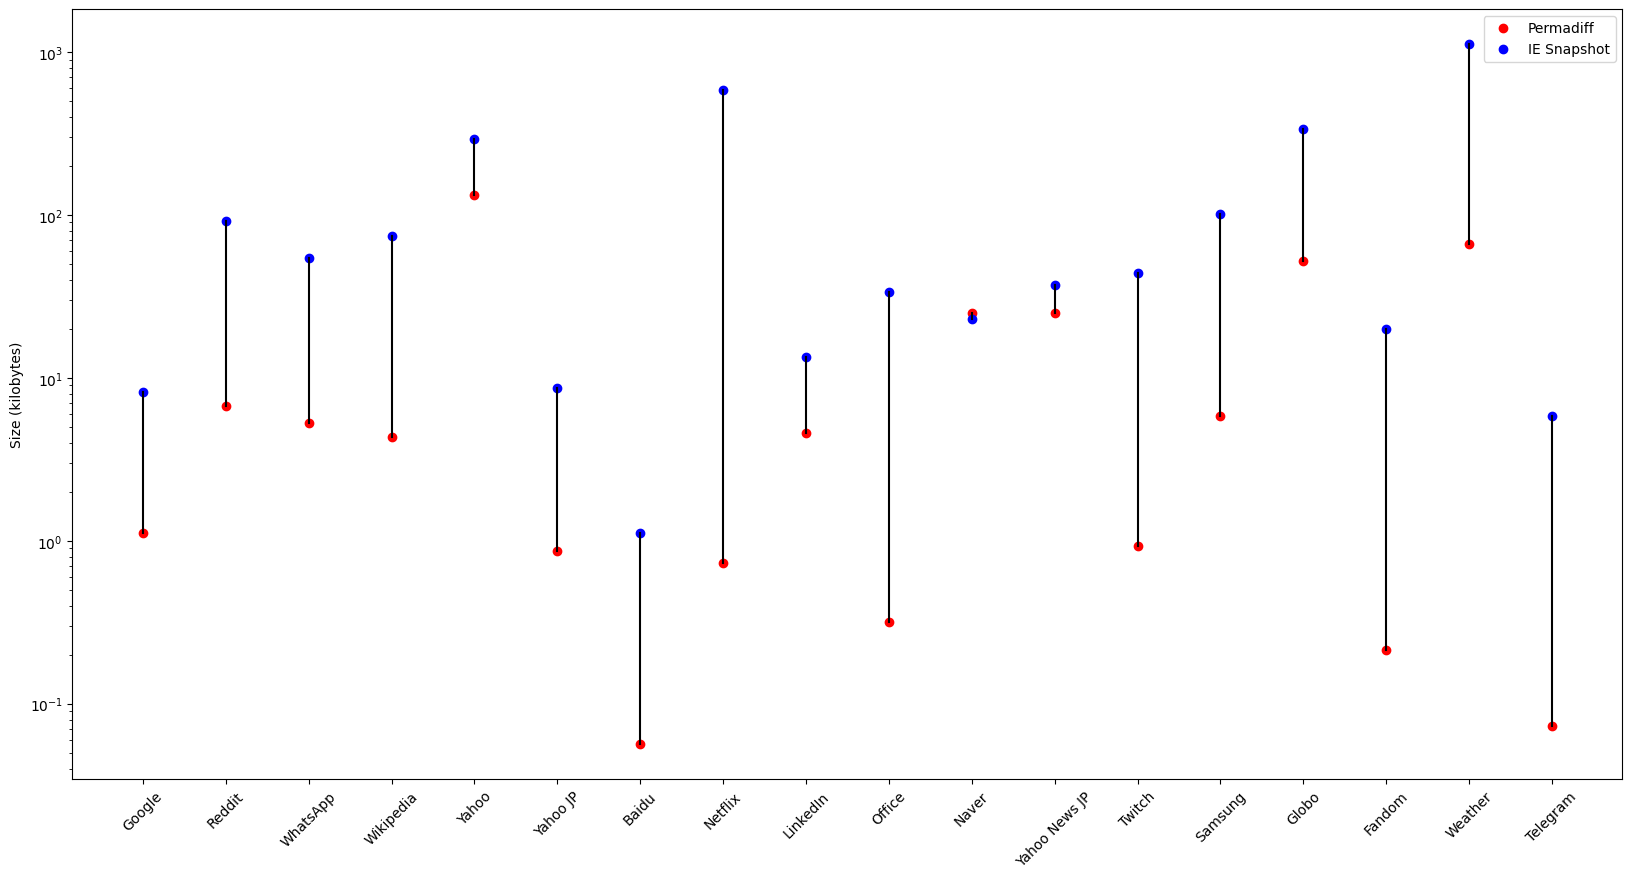 Permadiff
IE Snapshot
Size (kilobytes)
10³
10²
10¹
10⁰
10⁻¹
Google
Reddit
WhatsApp
Wikipedia
Yahoo
Yahoo JP
Baidu
Netflix
LinkedIn
Office
Naver
Yahoo News JP
Twitch
Samsung
Globo
Fandom
Weather
Telegram